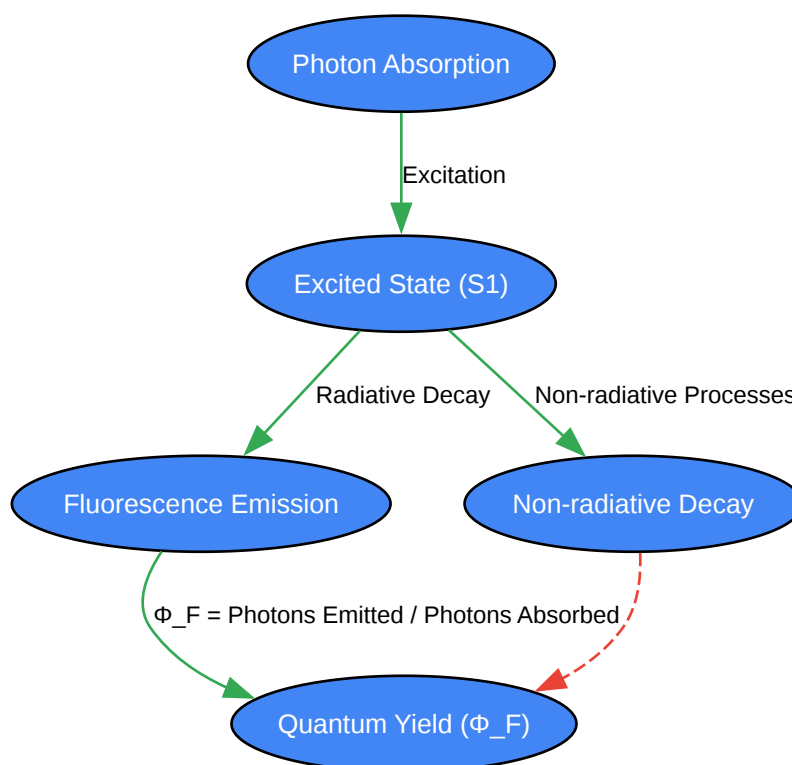 Photon Absorption
Excitation
Excited State (S1)
Radiative Decay
Non-radiative Processes
Fluorescence Emission
Non-radiative Decay
Φ_F = Photons Emitted / Photons Absorbed
Quantum Yield (Φ_F)